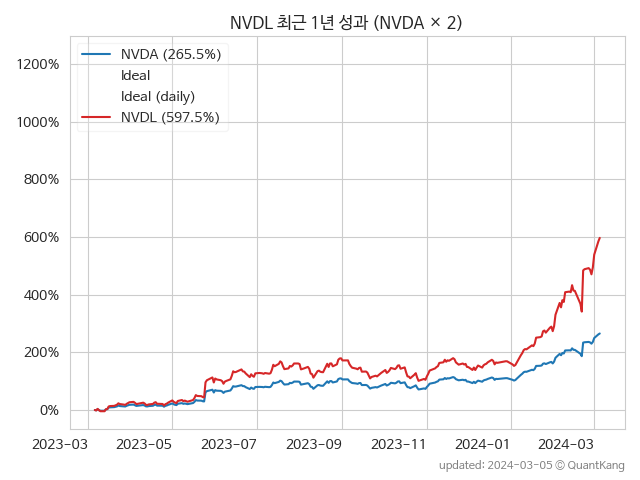 NVDL 최근 1년 성과 (NVDA × 2)
NVDA (265.5%)
Ideal
Ideal (daily)
NVDL (597.5%)
1200%
1000%
800%
600%
400%
200%
0%
2023-03 2023-05 2023-07 2023-09 2023-11 2024-01 2024-03
updated: 2024-03-05 © QuantKang